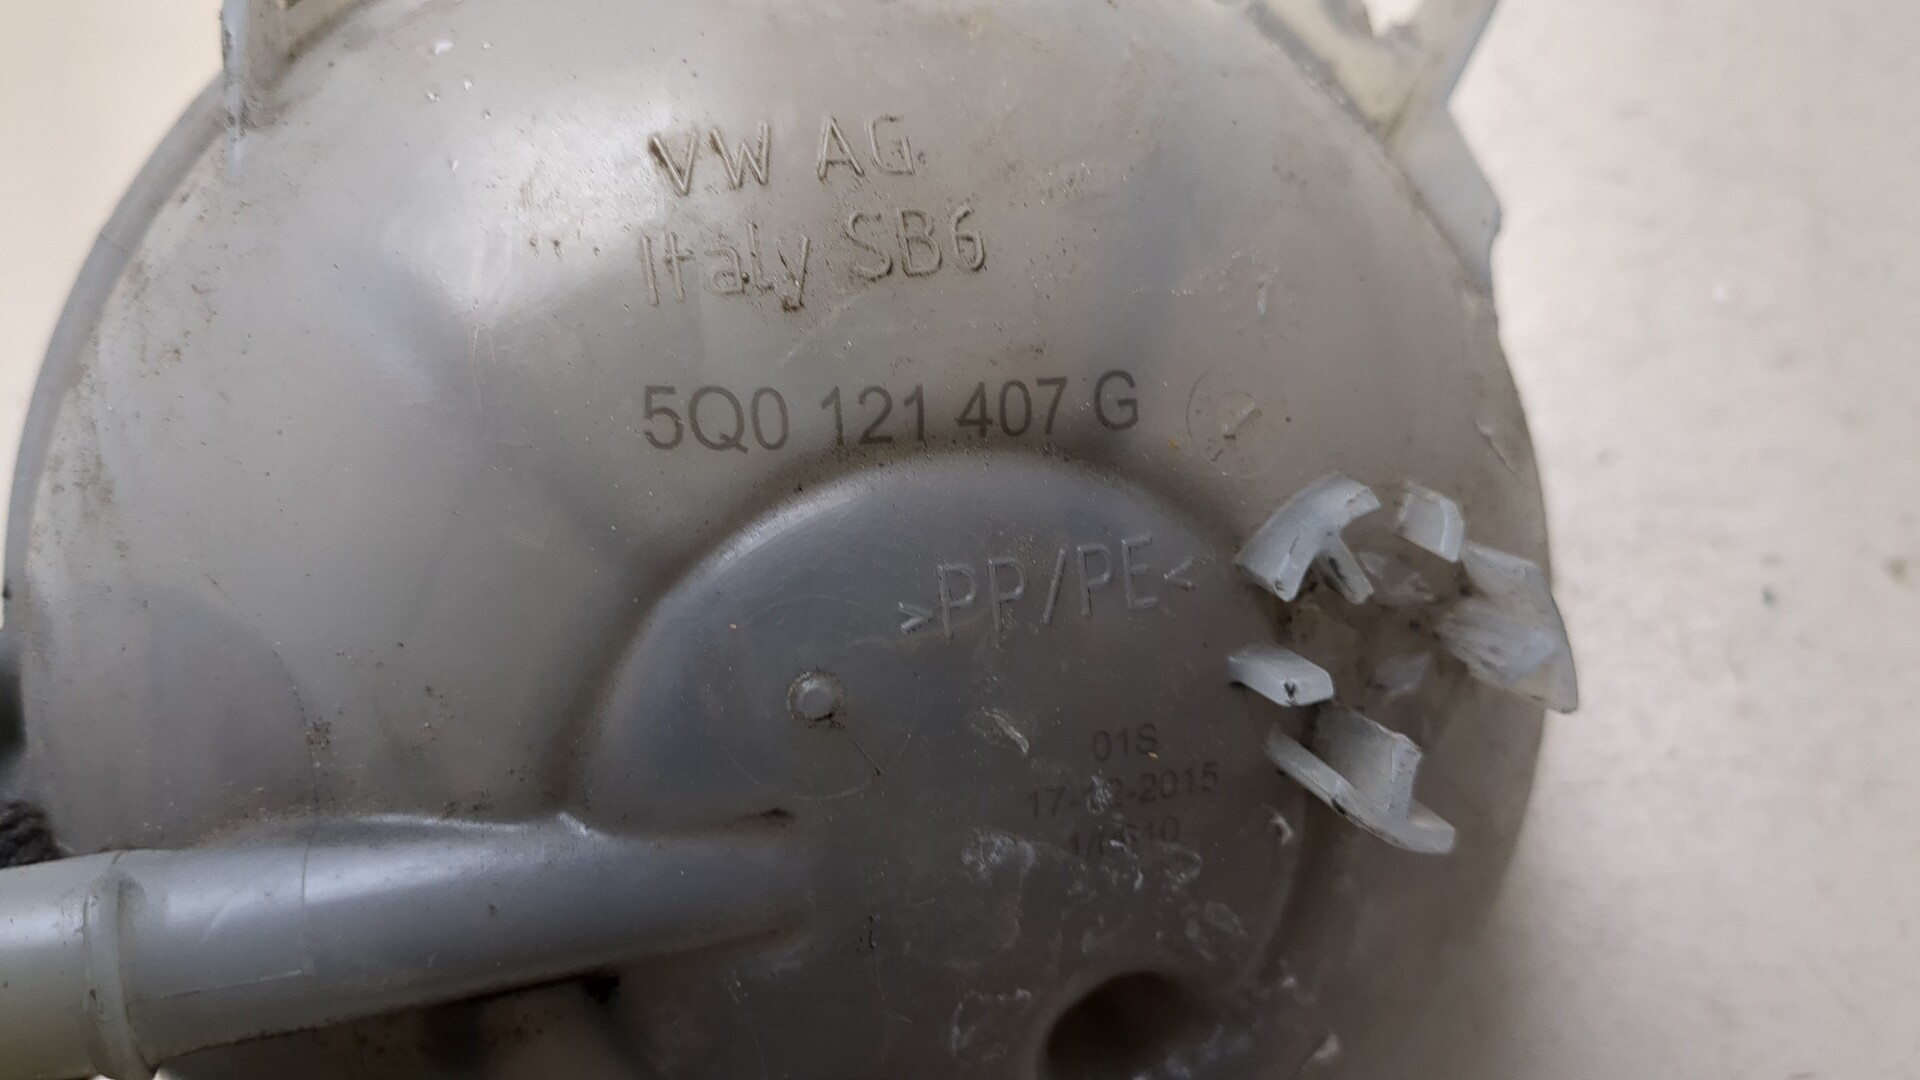 VW AG
Italy SB6
5Q0 121 407 G
>PP/PE<
01S